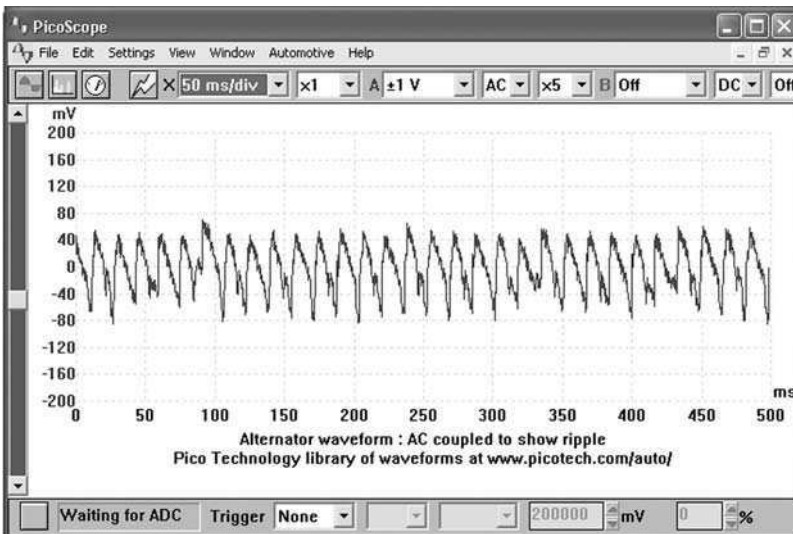 PicoScope
File Edit Settings View Window Automotive Help
X 50 ms/div ×1 A ±1 V AC ×5 B Off DC Off
mV
200
160
120
80
40
0
-40
-80
-120
-160
-200
0 50 100 150 200 250 300 350 400 450 500
ms
Alternator waveform : AC coupled to show ripple
Pico Technology library of waveforms at www.picotech.com/auto/
Waiting for ADC Trigger None 200000 mV 0 %